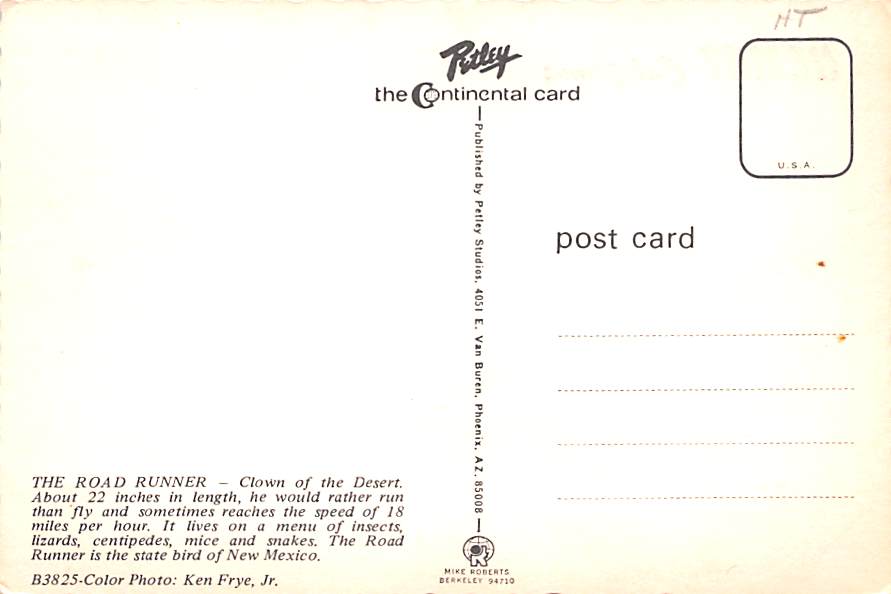 HT
Petley
the Continental card
U.S.A.
Published by Petley Studios, 4051 E. Van Buren, Phoenix, AZ. 85008
post card
THE ROAD RUNNER – Clown of the Desert.
About 22 inches in length, he would rather run
than fly and sometimes reaches the speed of 18
miles per hour. It lives on a menu of insects,
lizards, centipedes, mice and snakes. The Road
Runner is the state bird of New Mexico.
B3825-Color Photo: Ken Frye, Jr.
MIKE ROBERTS
BERKELEY 94710